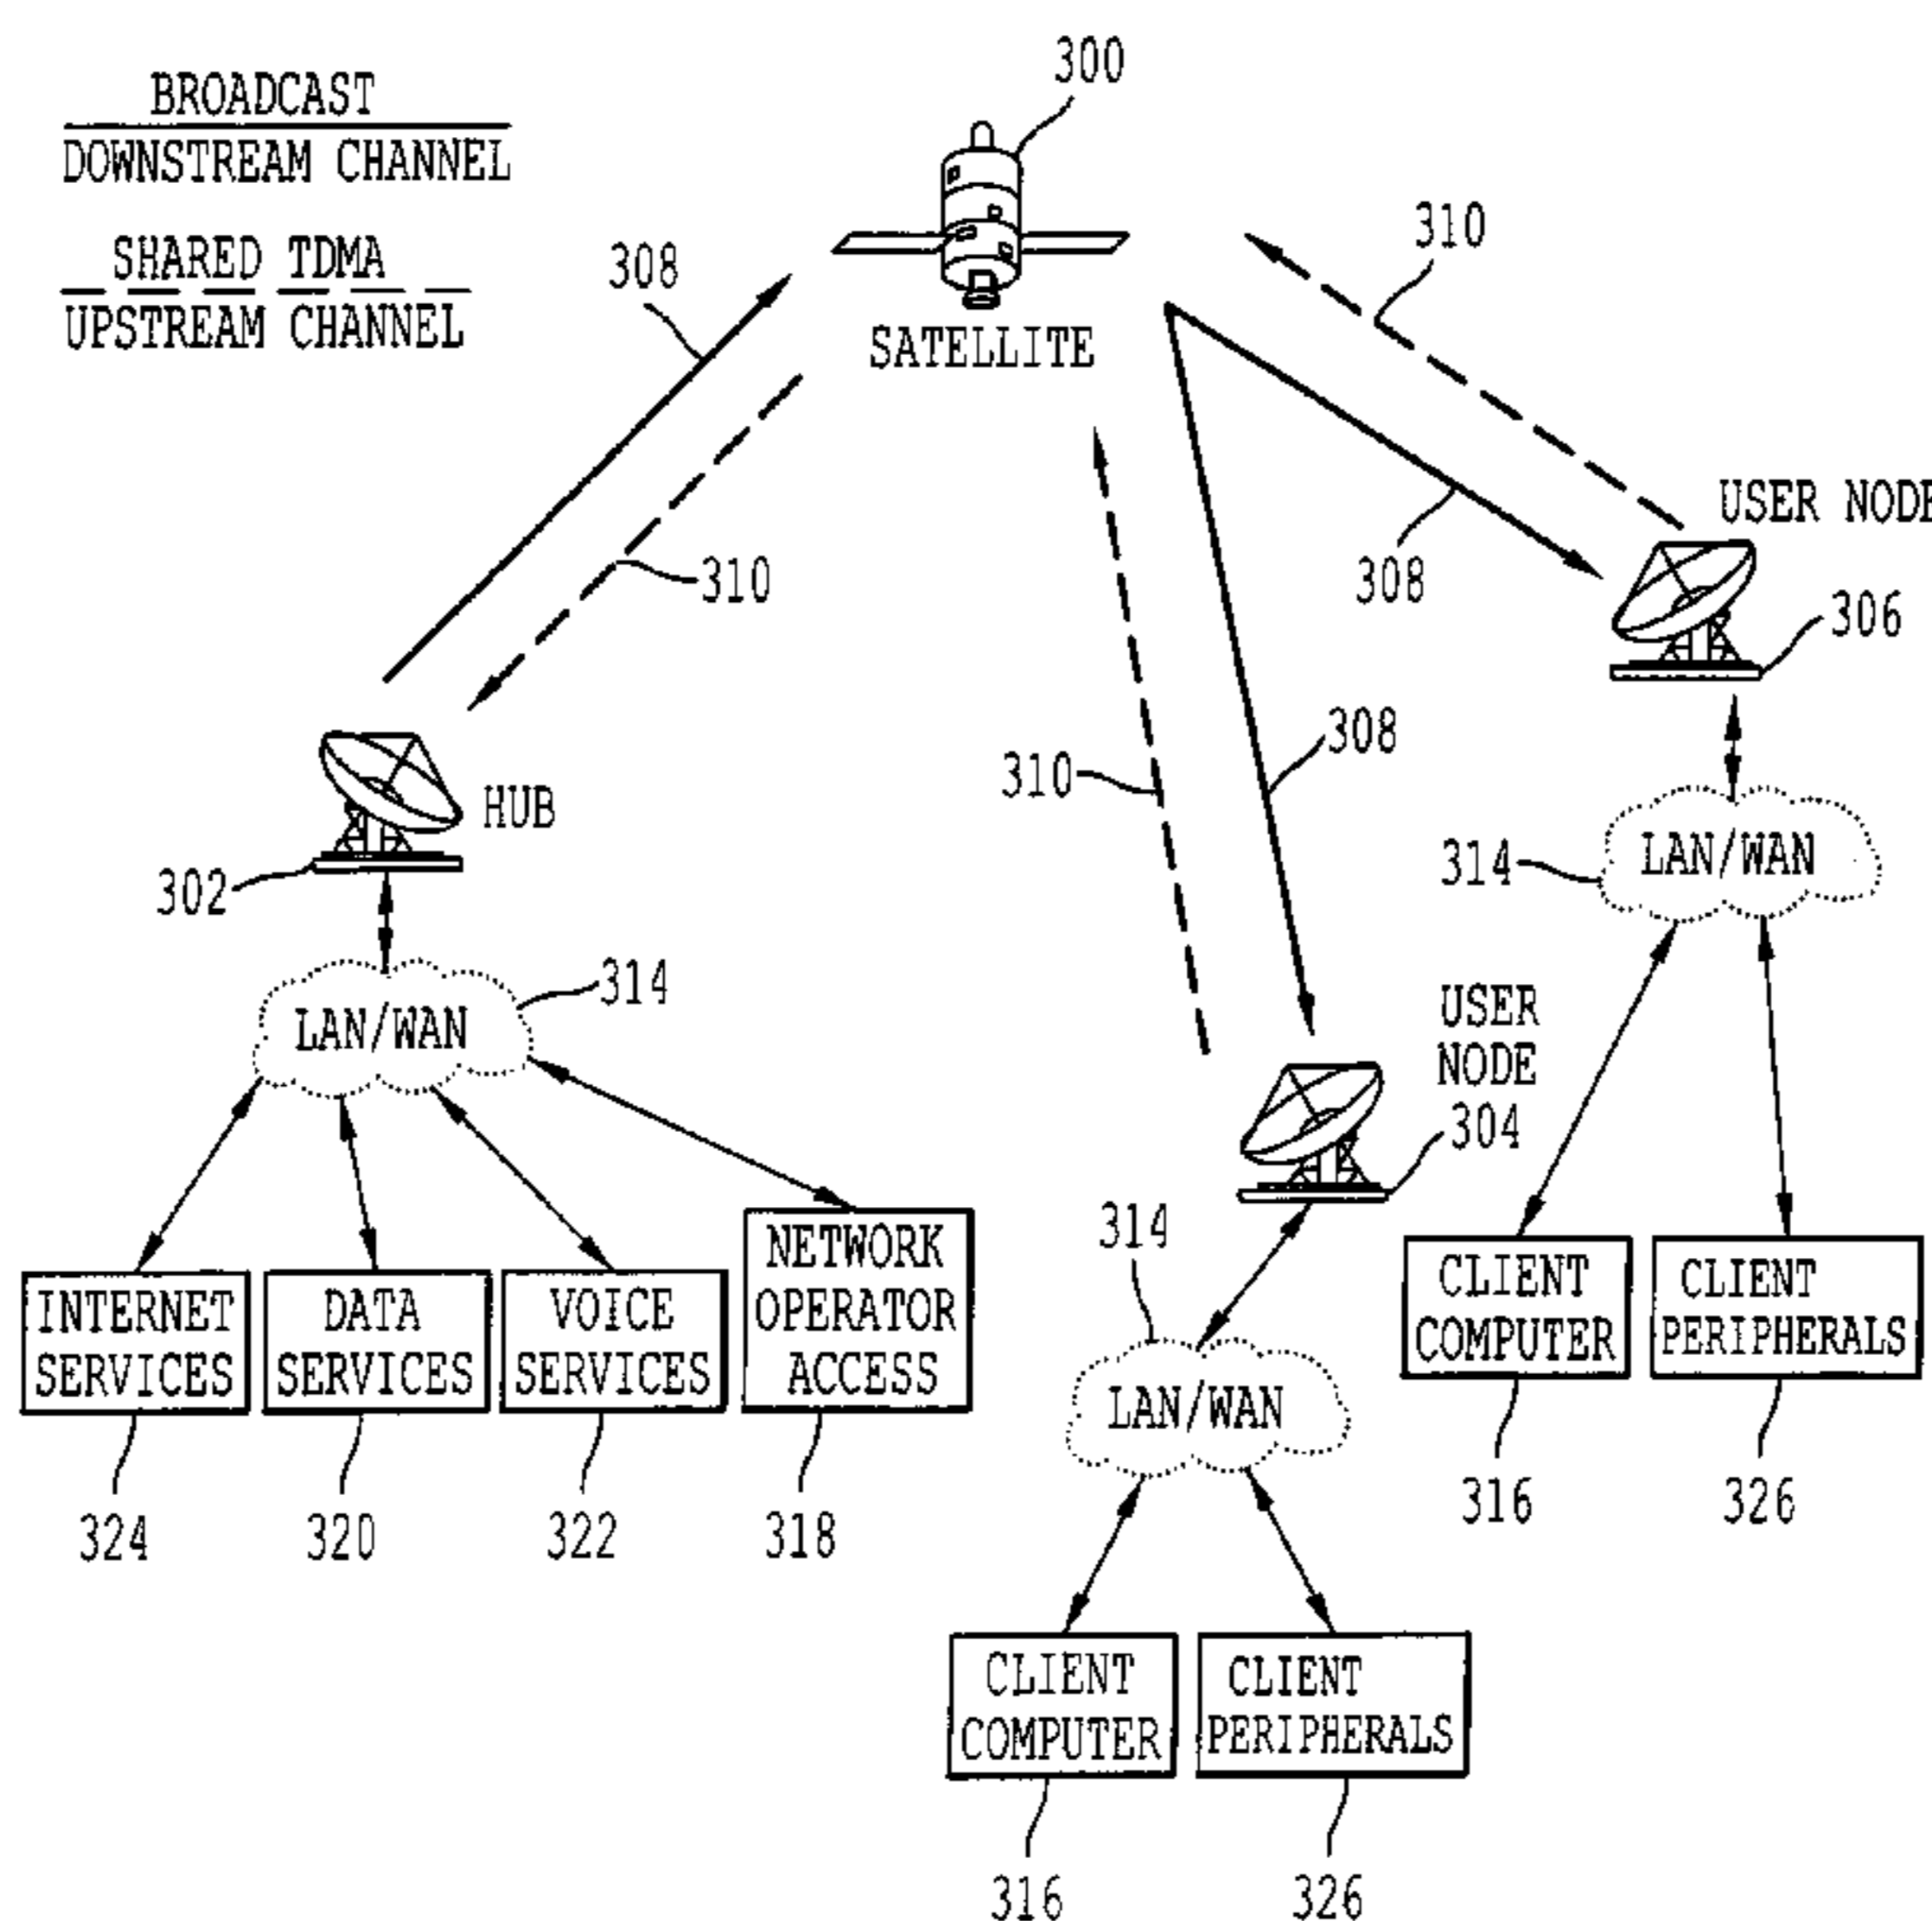 BROADCAST
DOWNSTREAM CHANNEL
SHARED TDMA
UPSTREAM CHANNEL
300
SATELLITE
308
310
310
308
308
310
USER NODE
306
HUB
302
314
LAN/WAN
314
LAN/WAN
USER
NODE
304
INTERNET
SERVICES
324
DATA
SERVICES
320
VOICE
SERVICES
322
NETWORK
OPERATOR
ACCESS
318
314
LAN/WAN
CLIENT
COMPUTER
316
CLIENT
PERIPHERALS
326
CLIENT
COMPUTER
316
CLIENT
PERIPHERALS
326